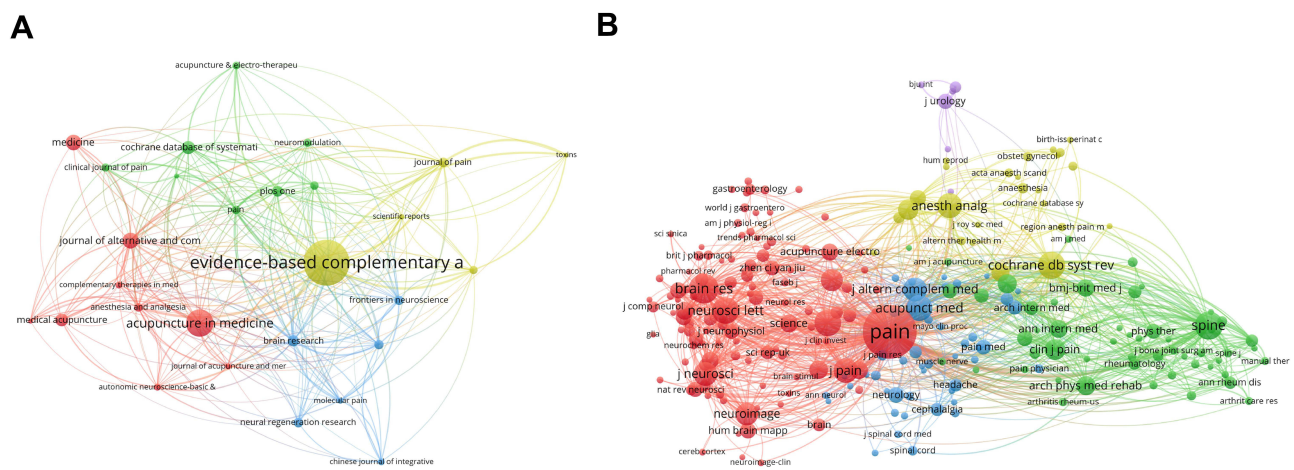 A
acupuncture & electro-therapeu
medicine
cochrane database of systemati
neuromodulation
clinical journal of pain
journal of pain
toxins
plos one
pain
scientific reports
journal of alternative and com
evidence-based complementary a
complementary therapies in med
frontiers in neuroscience
anesthesia and analgesia
medical acupuncture
acupuncture in medicine
brain research
journal of acupuncture and mer
autonomic neuroscience-basic &
molecular pain
neural regeneration research
chinese journal of integrative
B
bju int
j urology
birth-iss perinat c
hum reprod
obstet gynecol
acta anaesth scand
gastroenterology
anaesthesia
world j gastroentero
anesth analg
cochrane database sy
am j physiol-reg i
j roy soc med
region anesth pain m
sci sinica
trends pharmacol sci
altern ther health m
am j med
brit j pharmacol
acupuncture electro
am j acupuncture
pharmacol rev
zhen ci yan jiu
cochrane db syst rev
faseb j
brain res
j altern complem med
bmj-brit med j
j comp neurol
neurosci lett
neurol res
acupunct med
arch intern med
glia
j neurophysiol
science
pain
mayo clin proc
ann intern med
phys ther
spine
neurochem res
j clin invest
pain med
clin j pain
j bone joint surg am
spine j
sci rep uk
j pain res
muscle nerve
pain physician
rheumatology
manual ther
j neurosci
brain stimul
j pain
headache
arch phys med rehab
ann rheum dis
nat rev neurosci
toxins
ann neurol
neurology
arthritis rheum-us
arthrit care res
neuroimage
cephalalgia
hum brain mapp
brain
j spinal cord med
cereb cortex
spinal cord
neuroimage-clin